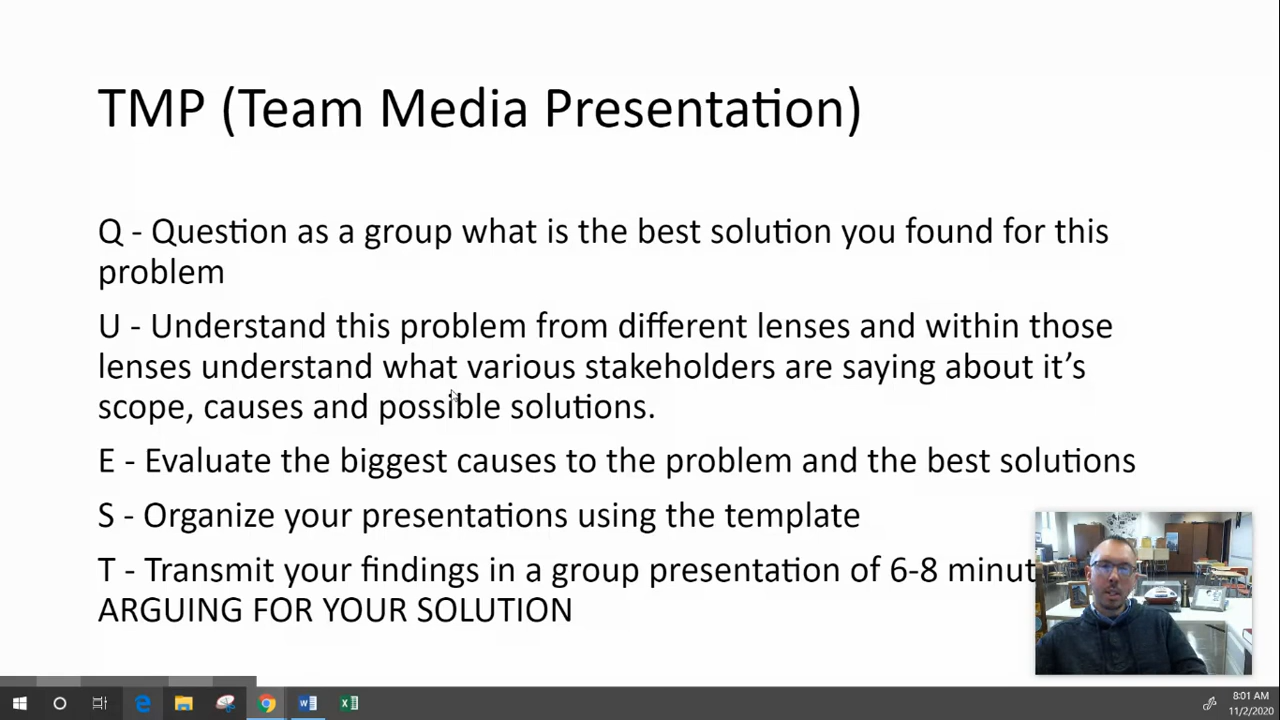 TMP (Team Media Presentation)
Q - Question as a group what is the best solution you found for this
problem
U - Understand this problem from different lenses and within those
lenses understand what various stakeholders are saying about it’s
scope, causes and possible solutions.
E - Evaluate the biggest causes to the problem and the best solutions
S - Organize your presentations using the template
T - Transmit your findings in a group presentation of 6-8 minut
ARGUING FOR YOUR SOLUTION
8:01 AM
11/2/2020